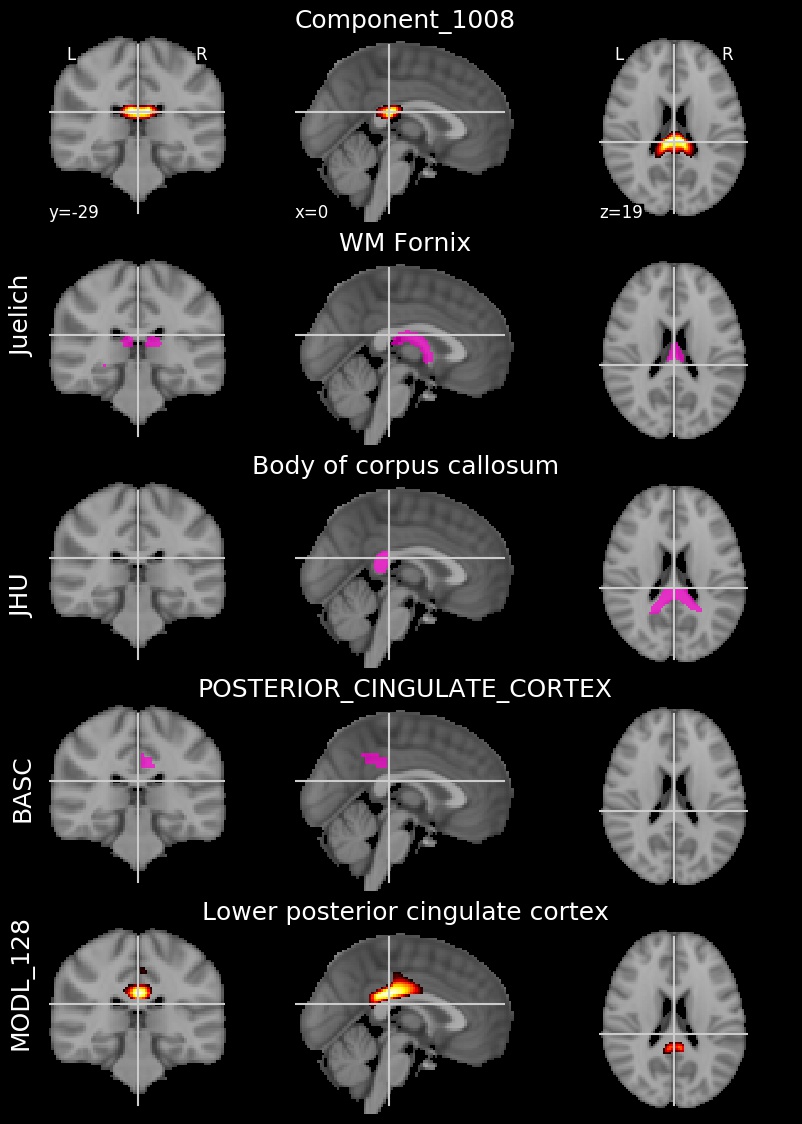 Component_1008
L R L R
y=-29 x=0 z=19
WM Fornix
Juelich
Body of corpus callosum
JHU
POSTERIOR_CINGULATE_CORTEX
BASC
Lower posterior cingulate cortex
MODL_128